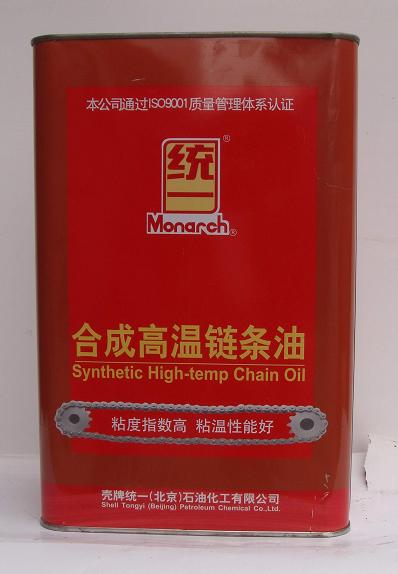 本公司通过ISO9001质量管理体系认证
统一
®
Monarch®
合成高温链条油
Synthetic High-temp Chain Oil
粘度指数高 粘温性能好
壳牌统一(北京)石油化工有限公司
Shell Tongyi (Beijing) Petroleum Chemical Co.,Ltd.